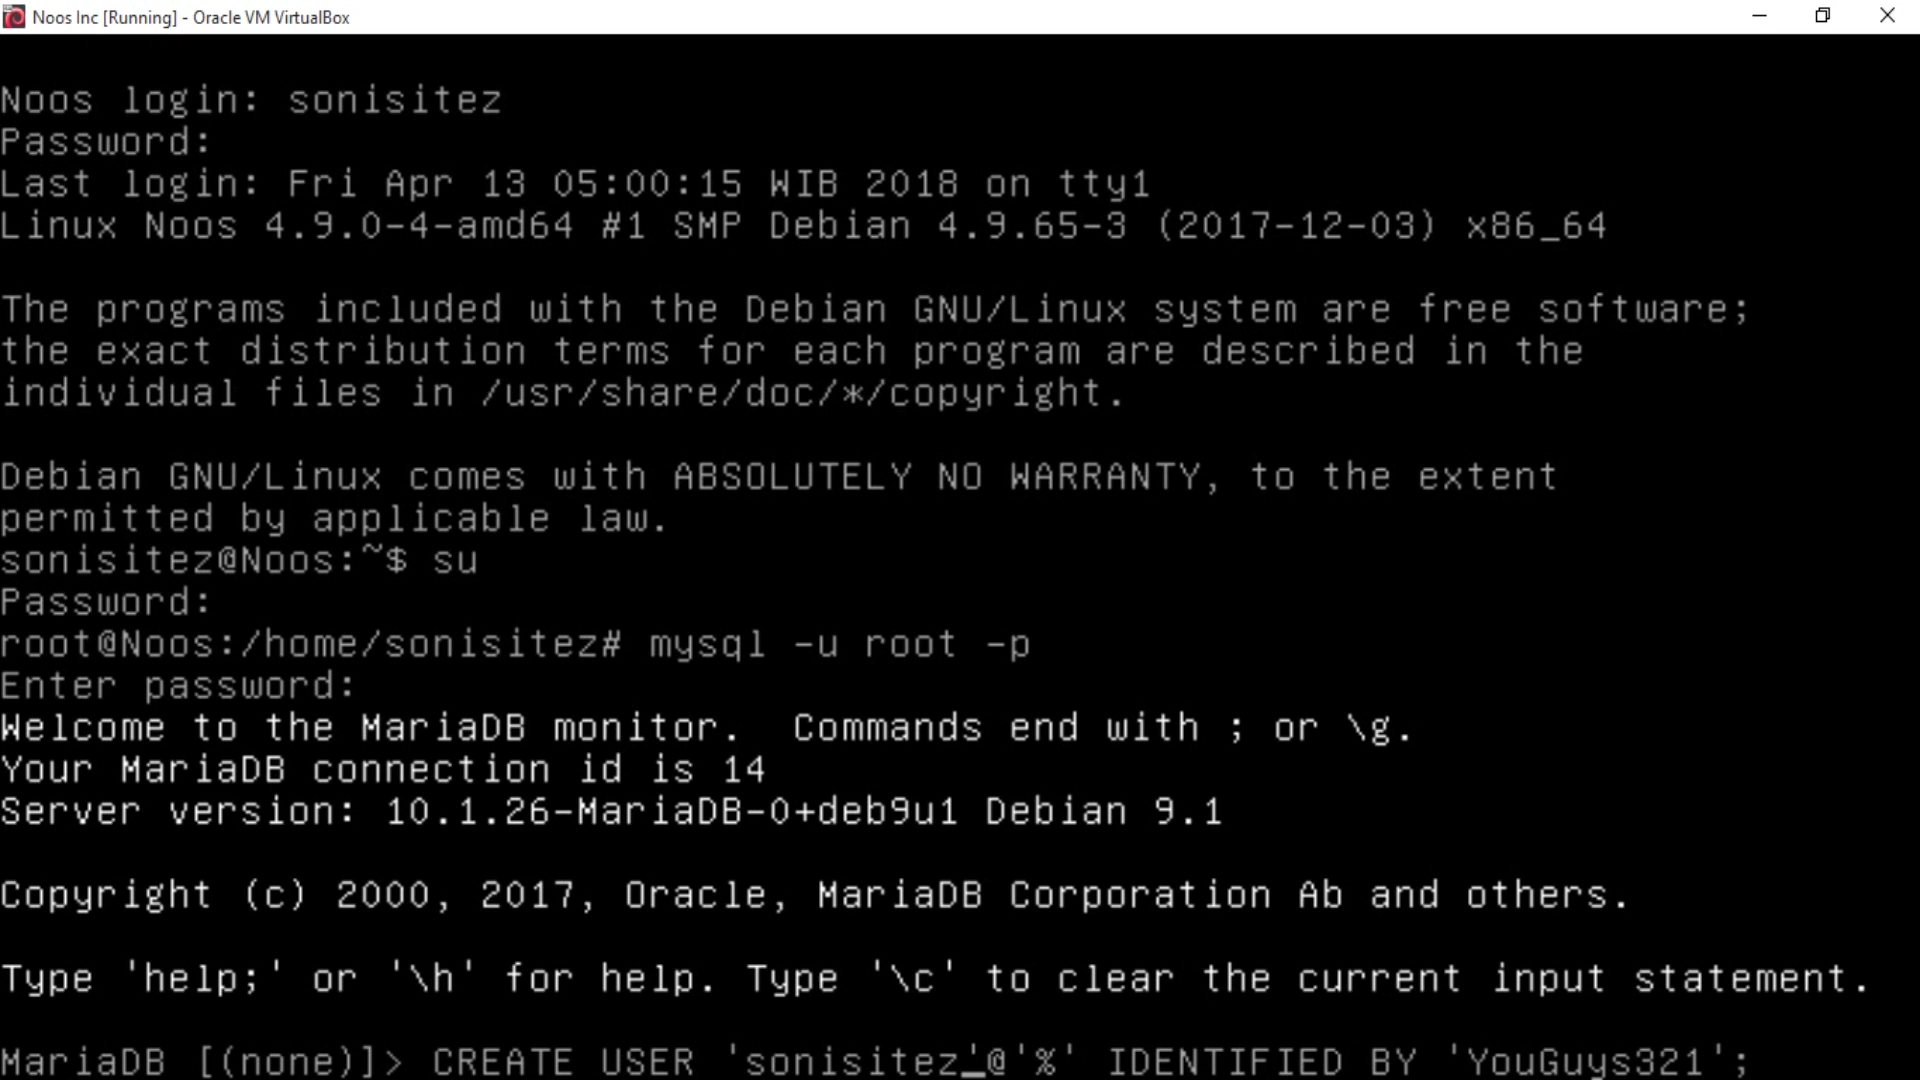 Noos Inc [Running] - Oracle VM VirtualBox
Noos login: sonisitez
Password:
Last login: Fri Apr 13 05:00:15 WIB 2018 on tty1
Linux Noos 4.9.0-4-amd64 #1 SMP Debian 4.9.65-3 (2017-12-03) x86_64
The programs included with the Debian GNU/Linux system are free software;
the exact distribution terms for each program are described in the
individual files in /usr/share/doc/*/copyright.
Debian GNU/Linux comes with ABSOLUTELY NO WARRANTY, to the extent
permitted by applicable law.
sonisitez@Noos:~$ su
Password:
root@Noos:/home/sonisitez# mysql -u root -p
Enter password:
Welcome to the MariaDB monitor.  Commands end with ; or \g.
Your MariaDB connection id is 14
Server version: 10.1.26-MariaDB-0+deb9u1 Debian 9.1
Copyright (c) 2000, 2017, Oracle, MariaDB Corporation Ab and others.
Type 'help;' or '\h' for help. Type '\c' to clear the current input statement.
MariaDB [(none)]> CREATE USER 'sonisitez'@'%' IDENTIFIED BY 'YouGuys321';